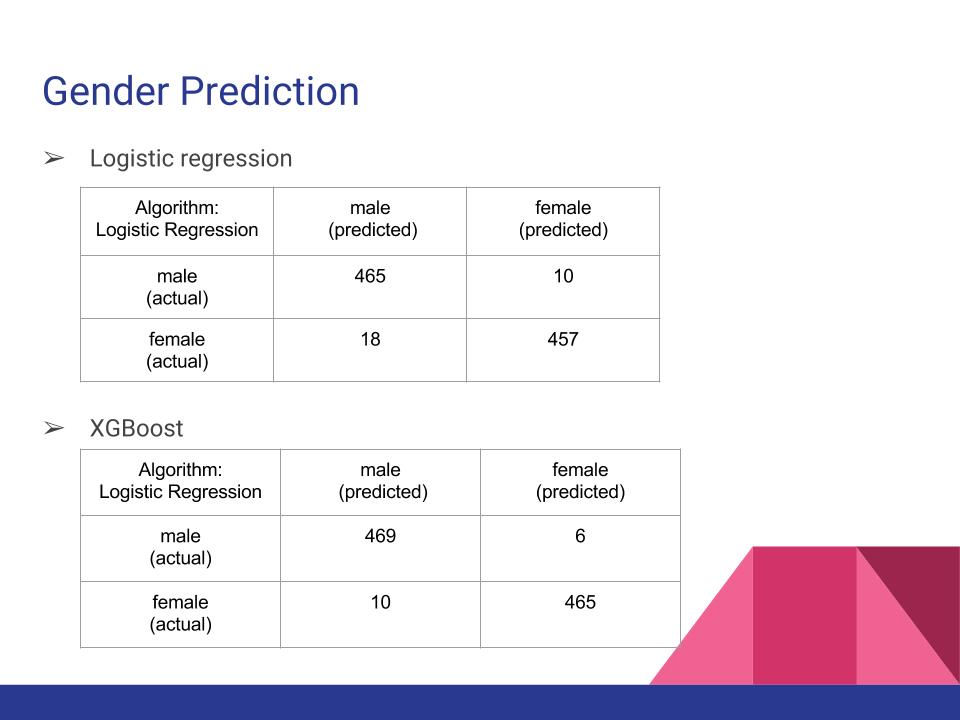 Gender Prediction
➢ Logistic regression
Algorithm: male female
Logistic Regression (predicted) (predicted)
male 465 10
(actual)
female 18 457
(actual)
➢ XGBoost
Algorithm: male female
Logistic Regression (predicted) (predicted)
male 469 6
(actual)
female 10 465
(actual)